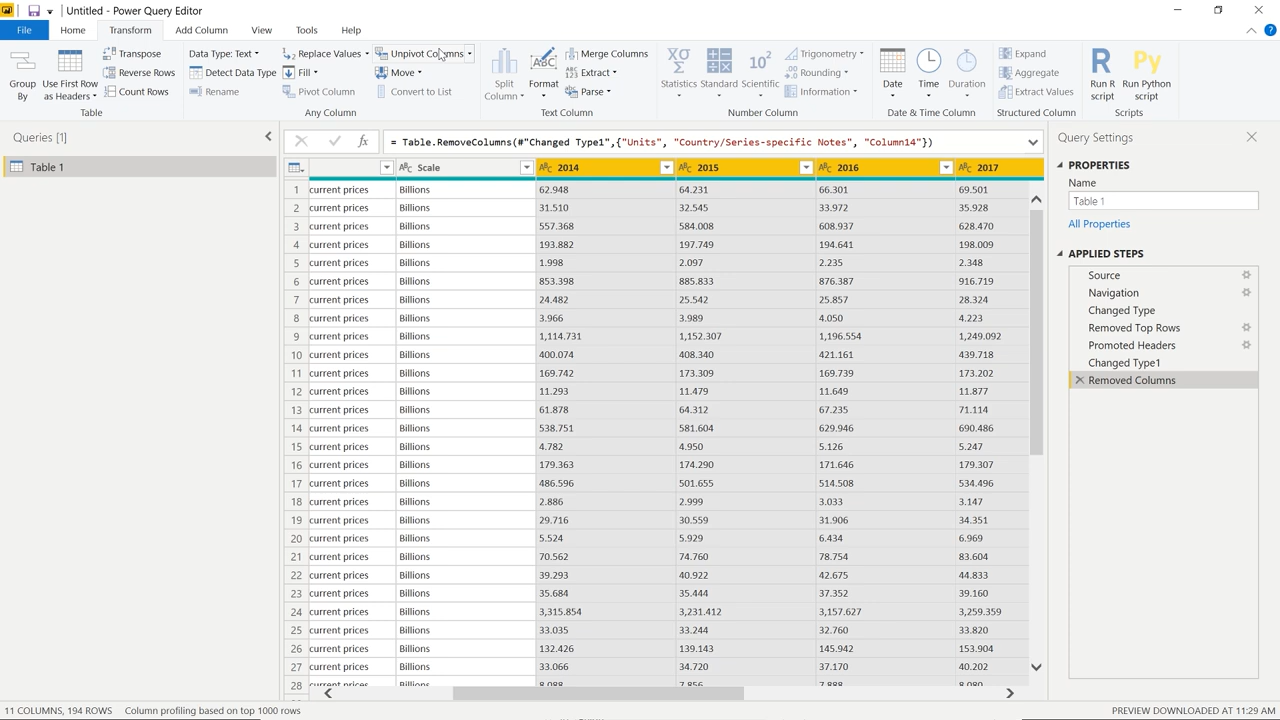 Untitled - Power Query Editor
File Home Transform Add Column View Tools Help
Group By
Use First Row as Headers
Transpose
Reverse Rows
Count Rows
Table
Data Type: Text
Detect Data Type
Rename
Replace Values
Fill
Pivot Column
Unpivot Columns
Move
Convert to List
Any Column
Split Column
Format
ABC
Merge Columns
Extract
Parse
Text Column
Statistics
Standard
Scientific
Trigonometry
Rounding
Information
Number Column
Date
Time
Duration
Date & Time Column
Expand
Aggregate
Extract Values
Structured Column
Run R script
Run Python script
Scripts
Queries [1]
Table 1
= Table.RemoveColumns(#"Changed Type1",{"Units", "Country/Series-specific Notes", "Column14"})
Scale 2014 2015 2016 2017
1 current prices Billions 62.948 64.231 66.301 69.501
2 current prices Billions 31.510 32.545 33.972 35.928
3 current prices Billions 557.368 584.008 608.937 628.470
4 current prices Billions 193.882 197.749 194.641 198.009
5 current prices Billions 1.998 2.097 2.235 2.348
6 current prices Billions 853.398 885.833 876.387 916.719
7 current prices Billions 24.482 25.542 25.857 28.324
8 current prices Billions 3.966 3.989 4.050 4.223
9 current prices Billions 1,114.731 1,152.307 1,196.554 1,249.092
10 current prices Billions 400.074 408.340 421.161 439.718
11 current prices Billions 169.742 173.309 169.739 173.202
12 current prices Billions 11.293 11.479 11.649 11.877
13 current prices Billions 61.878 64.312 67.235 71.114
14 current prices Billions 538.751 581.604 629.946 690.486
15 current prices Billions 4.782 4.950 5.126 5.247
16 current prices Billions 179.363 174.290 171.646 179.307
17 current prices Billions 486.596 501.655 514.508 534.496
18 current prices Billions 2.886 2.999 3.033 3.147
19 current prices Billions 29.716 30.559 31.906 34.351
20 current prices Billions 5.524 5.929 6.434 6.969
21 current prices Billions 70.562 74.760 78.754 83.604
22 current prices Billions 39.293 40.922 42.675 44.833
23 current prices Billions 35.684 35.444 37.352 39.160
24 current prices Billions 3,315.854 3,231.412 3,157.627 3,259.359
25 current prices Billions 33.035 33.244 32.760 33.820
26 current prices Billions 132.426 139.143 145.942 153.904
27 current prices Billions 33.066 34.720 37.170 40.202
28 current prices Billions 8.088 7.856 7.888 8.080
Query Settings
PROPERTIES
Name
Table 1
All Properties
APPLIED STEPS
Source
Navigation
Changed Type
Removed Top Rows
Promoted Headers
Changed Type1
Removed Columns
11 COLUMNS, 194 ROWS Column profiling based on top 1000 rows
PREVIEW DOWNLOADED AT 11:29 AM